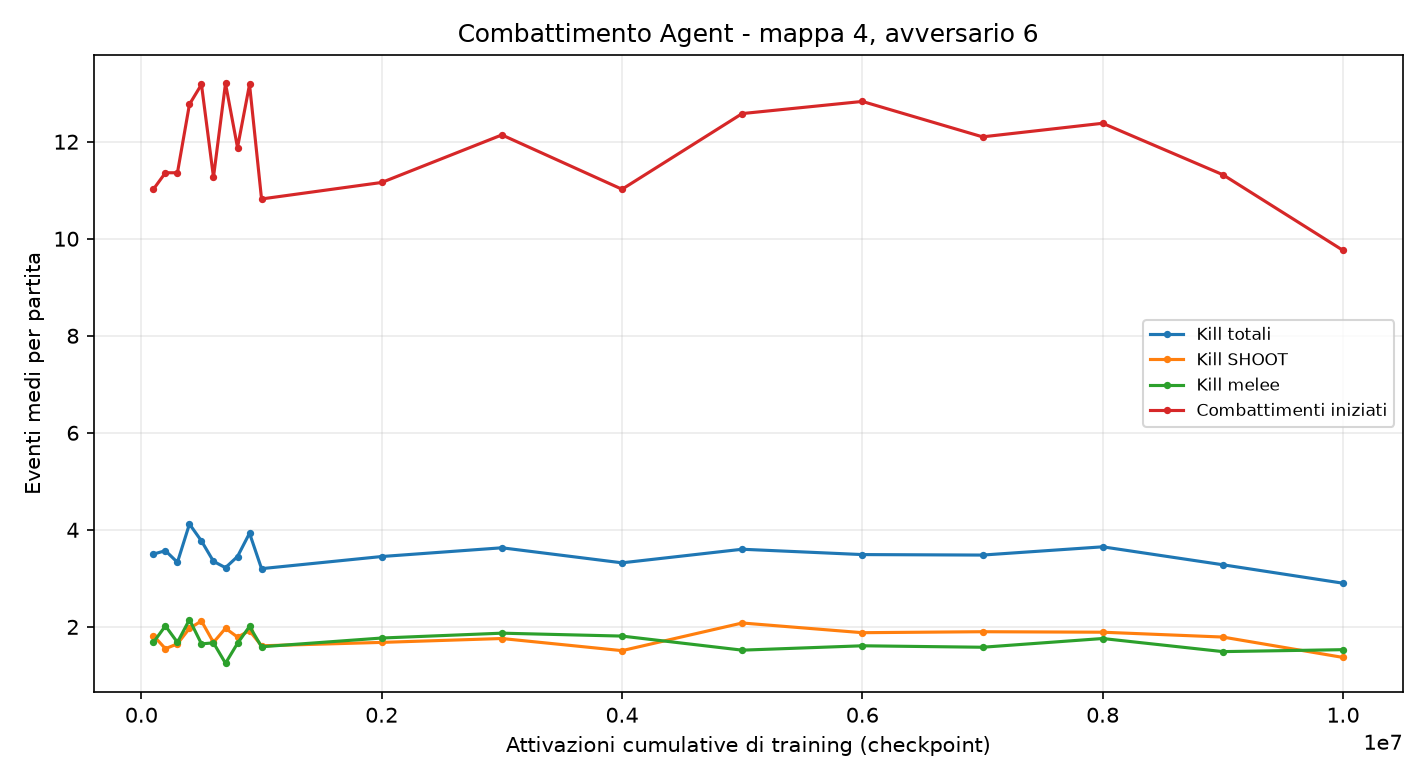 Combattimento Agent - mappa 4, avversario 6
Eventi medi per partita
12
10
8
6
4
2
Kill totali
Kill SHOOT
Kill melee
Combattimenti iniziati
0.0 0.2 0.4 0.6 0.8 1.0
1e7
Attivazioni cumulative di training (checkpoint)